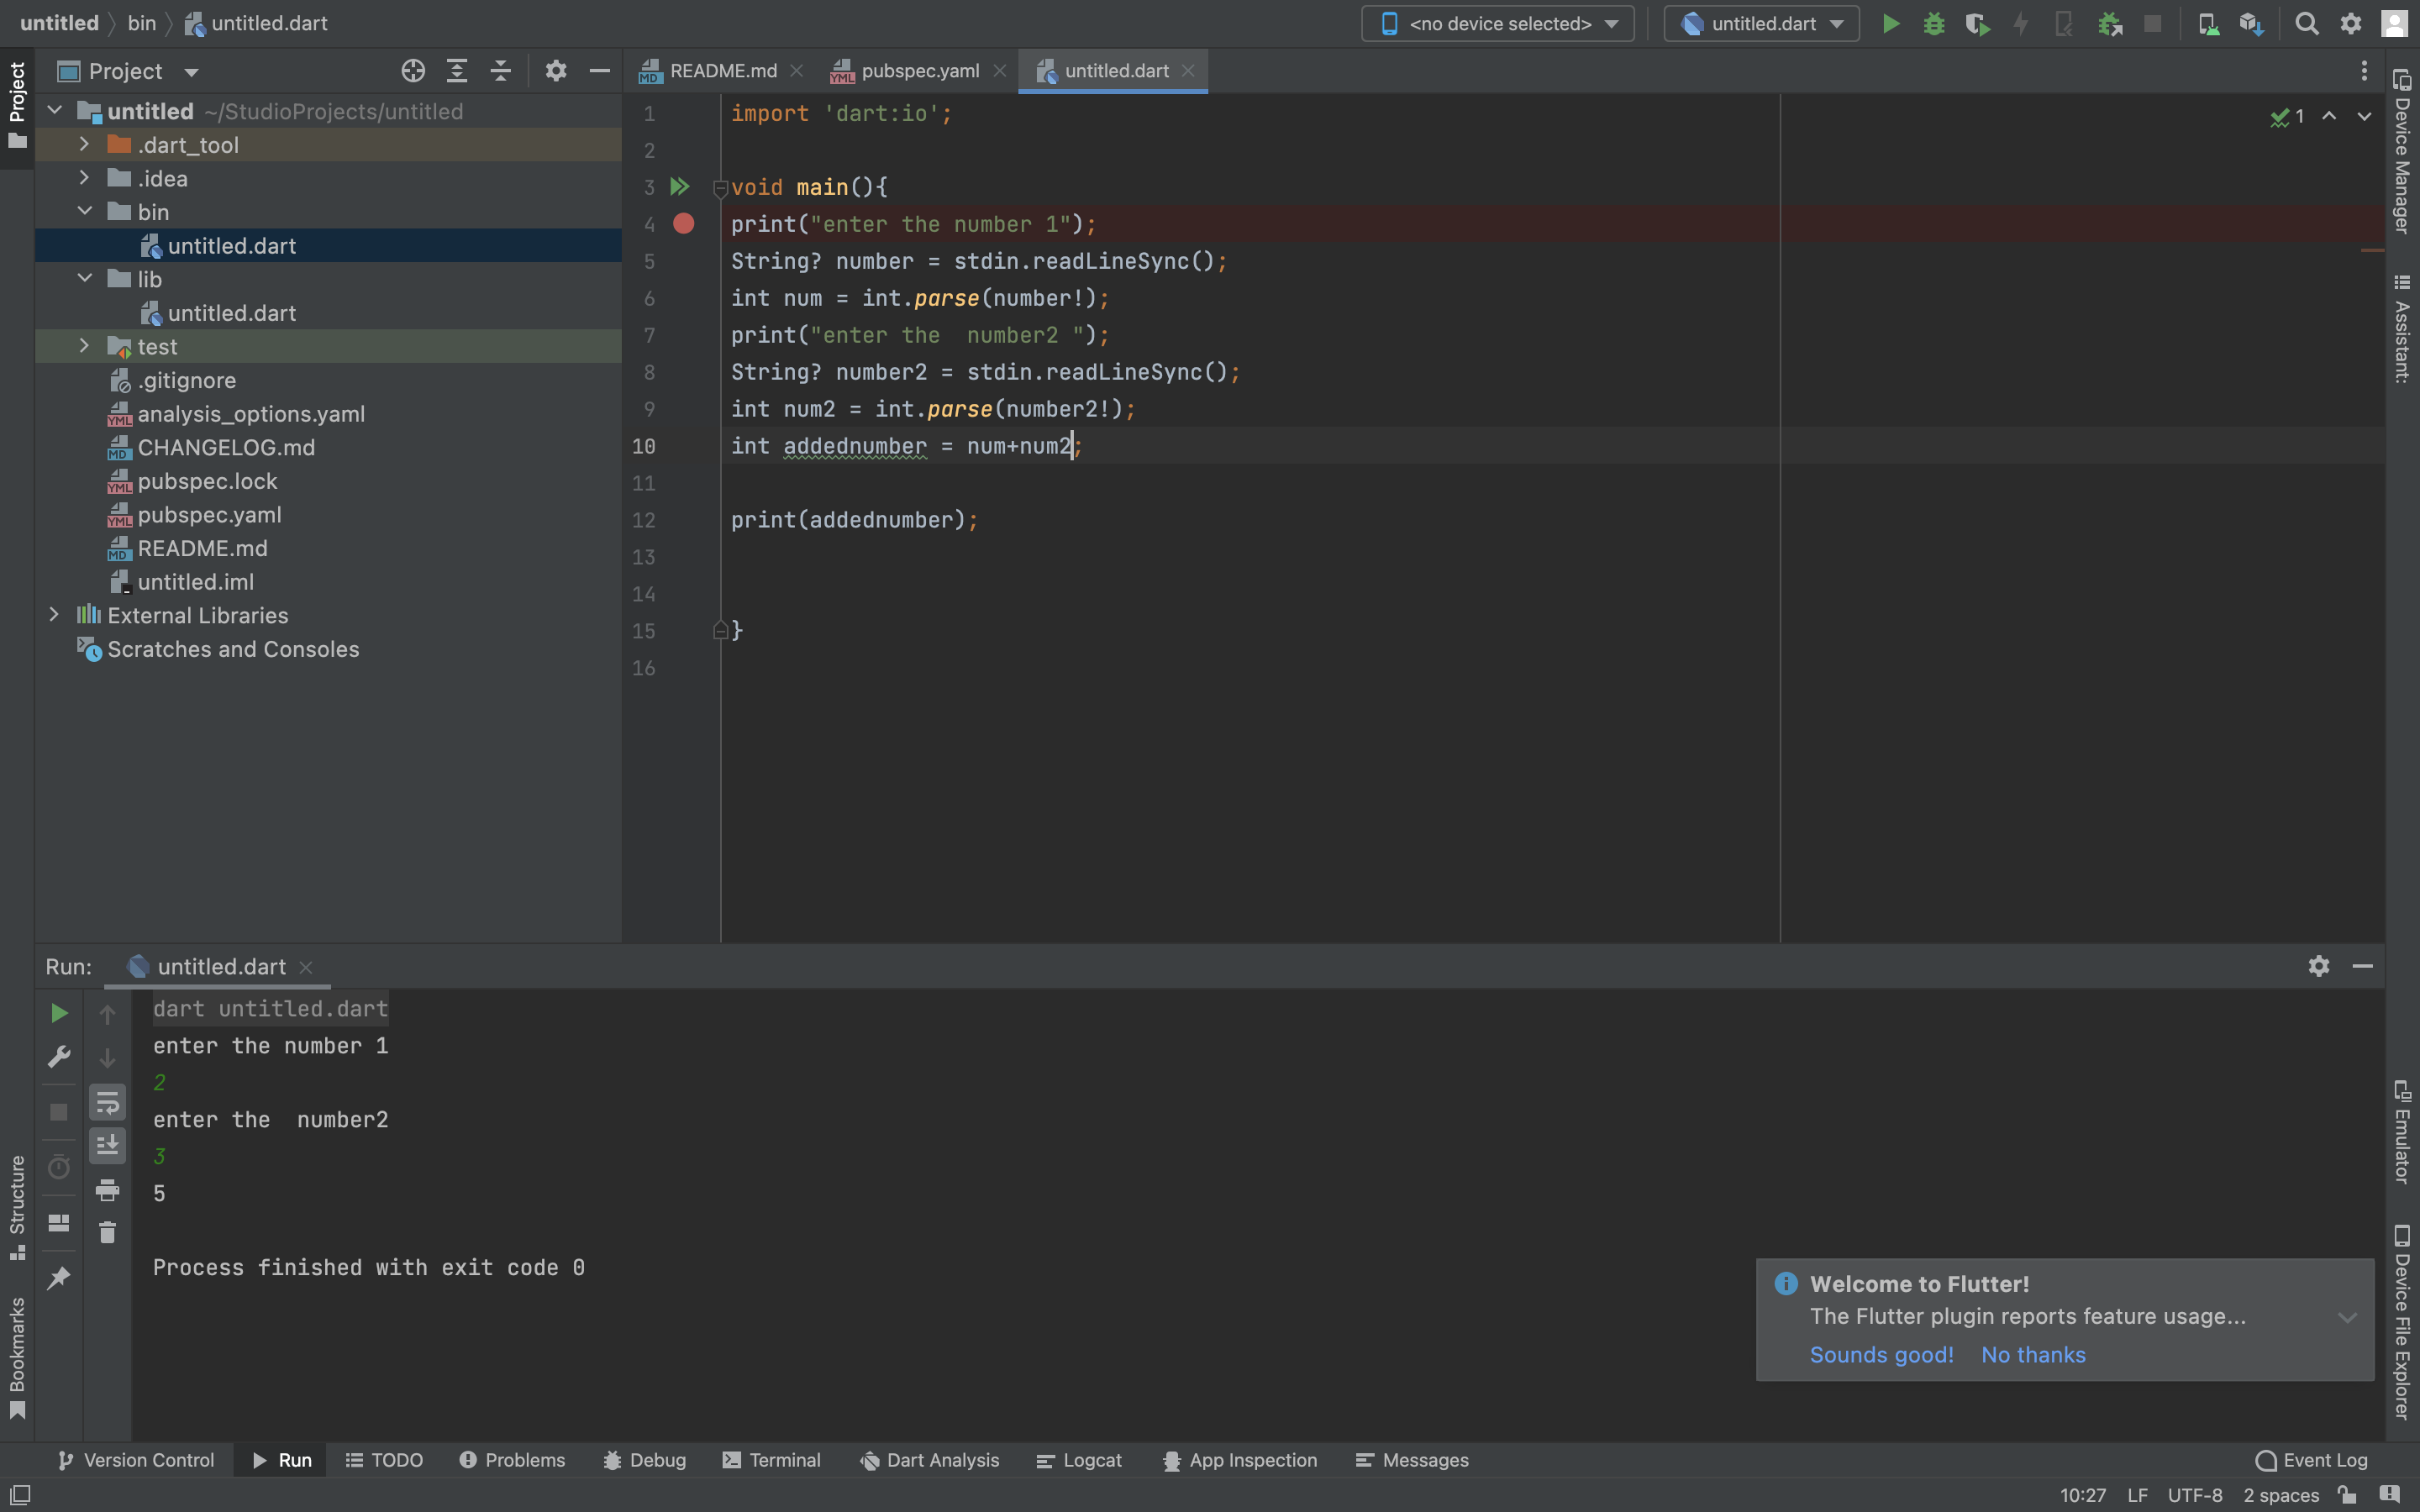 untitled bin untitled.dart
<no device selected> untitled.dart
Project
README.md pubspec.yaml untitled.dart
untitled ~/StudioProjects/untitled
.dart_tool
.idea
bin
untitled.dart
lib
untitled.dart
test
.gitignore
analysis_options.yaml
CHANGELOG.md
pubspec.lock
pubspec.yaml
README.md
untitled.iml
External Libraries
Scratches and Consoles
1 import 'dart:io';
2
3 void main(){
4 print("enter the number 1");
5 String? number = stdin.readLineSync();
6 int num = int.parse(number!);
7 print("enter the  number2 ");
8 String? number2 = stdin.readLineSync();
9 int num2 = int.parse(number2!);
10 int addednumber = num+num2;
11
12 print(addednumber);
13
14
15 }
16
1
Project
Structure
Bookmarks
Device Manager
Assistant:
Emulator
Device File Explorer
Run: untitled.dart
dart untitled.dart
enter the number 1
2
enter the  number2
3
5
Process finished with exit code 0
Welcome to Flutter!
The Flutter plugin reports feature usage...
Sounds good! No thanks
Version Control Run TODO Problems Debug Terminal Dart Analysis Logcat App Inspection Messages Event Log
10:27 LF UTF-8 2 spaces